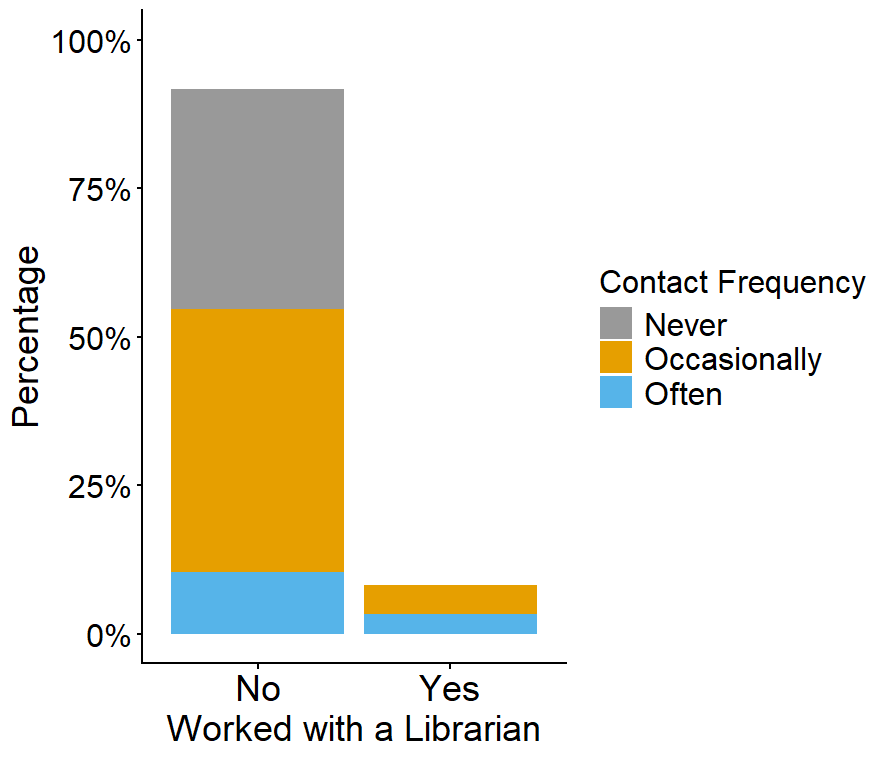 100%
75%
50%
25%
0%
Percentage
No
Yes
Worked with a Librarian
Contact Frequency
Never
Occasionally
Often